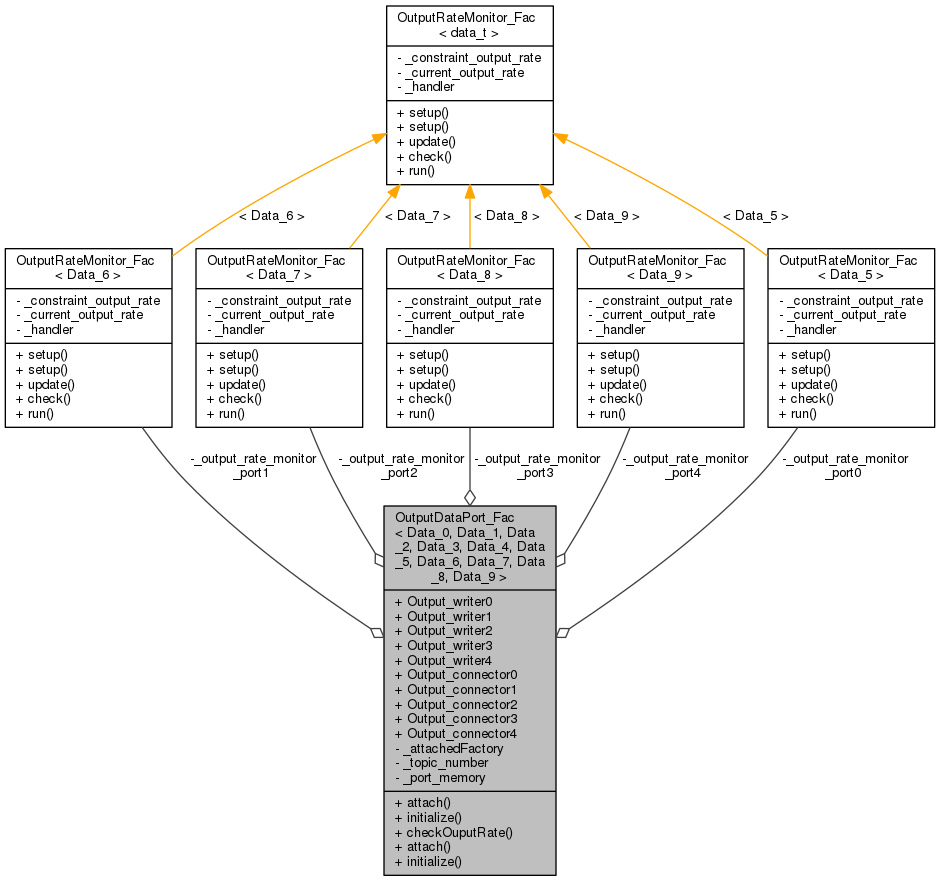 OutputRateMonitor_Fac
< data_t >
- _constraint_output_rate
- _current_output_rate
- _handler
+ setup()
+ setup()
+ update()
+ check()
+ run()
< Data_6 >
< Data_7 >
< Data_8 >
< Data_9 >
< Data_5 >
OutputRateMonitor_Fac
< Data_6 >
- _constraint_output_rate
- _current_output_rate
- _handler
+ setup()
+ setup()
+ update()
+ check()
+ run()
OutputRateMonitor_Fac
< Data_7 >
- _constraint_output_rate
- _current_output_rate
- _handler
+ setup()
+ setup()
+ update()
+ check()
+ run()
OutputRateMonitor_Fac
< Data_8 >
- _constraint_output_rate
- _current_output_rate
- _handler
+ setup()
+ setup()
+ update()
+ check()
+ run()
OutputRateMonitor_Fac
< Data_9 >
- _constraint_output_rate
- _current_output_rate
- _handler
+ setup()
+ setup()
+ update()
+ check()
+ run()
OutputRateMonitor_Fac
< Data_5 >
- _constraint_output_rate
- _current_output_rate
- _handler
+ setup()
+ setup()
+ update()
+ check()
+ run()
-_output_rate_monitor
_port1
-_output_rate_monitor
_port2
-_output_rate_monitor
_port3
-_output_rate_monitor
_port4
-_output_rate_monitor
_port0
OutputDataPort_Fac
< Data_0, Data_1, Data
_2, Data_3, Data_4, Data
_5, Data_6, Data_7, Data
_8, Data_9 >
+ Output_writer0
+ Output_writer1
+ Output_writer2
+ Output_writer3
+ Output_writer4
+ Output_connector0
+ Output_connector1
+ Output_connector2
+ Output_connector3
+ Output_connector4
- _attachedFactory
- _topic_number
- _port_memory
+ attach()
+ initialize()
+ checkOuputRate()
+ attach()
+ initialize()